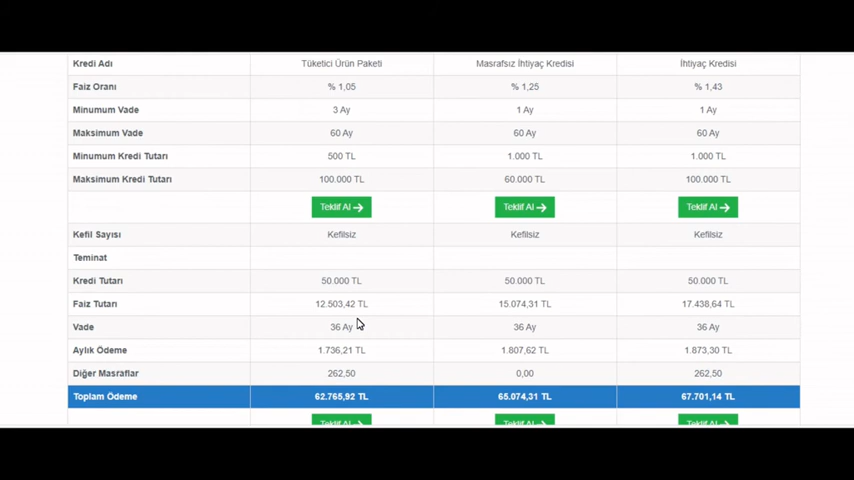 Kredi Adı Tüketici Ürün Paketi Masrafsız İhtiyaç Kredisi İhtiyaç Kredisi
Faiz Oranı % 1,05 % 1,25 % 1,43
Minumum Vade 3 Ay 1 Ay 1 Ay
Maksimum Vade 60 Ay 60 Ay 60 Ay
Minumum Kredi Tutarı 500 TL 1.000 TL 1.000 TL
Maksimum Kredi Tutarı 100.000 TL 60.000 TL 100.000 TL
Teklif Al Teklif Al Teklif Al
Kefil Sayısı Kefilsiz Kefilsiz Kefilsiz
Teminat
Kredi Tutarı 50.000 TL 50.000 TL 50.000 TL
Faiz Tutarı 12.503,42 TL 15.074,31 TL 17.438,64 TL
Vade 36 Ay 36 Ay 36 Ay
Aylık Ödeme 1.736,21 TL 1.807,62 TL 1.873,30 TL
Diğer Masraflar 262,50 0,00 262,50
Toplam Ödeme 62.765,92 TL 65.074,31 TL 67.701,14 TL
Teklif Al Teklif Al Teklif Al